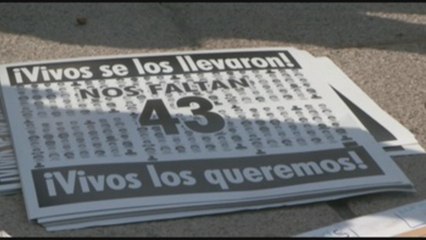 ¡Vivos se los llevaron!
NOS FALTAN
43
¡Vivos los queremos!